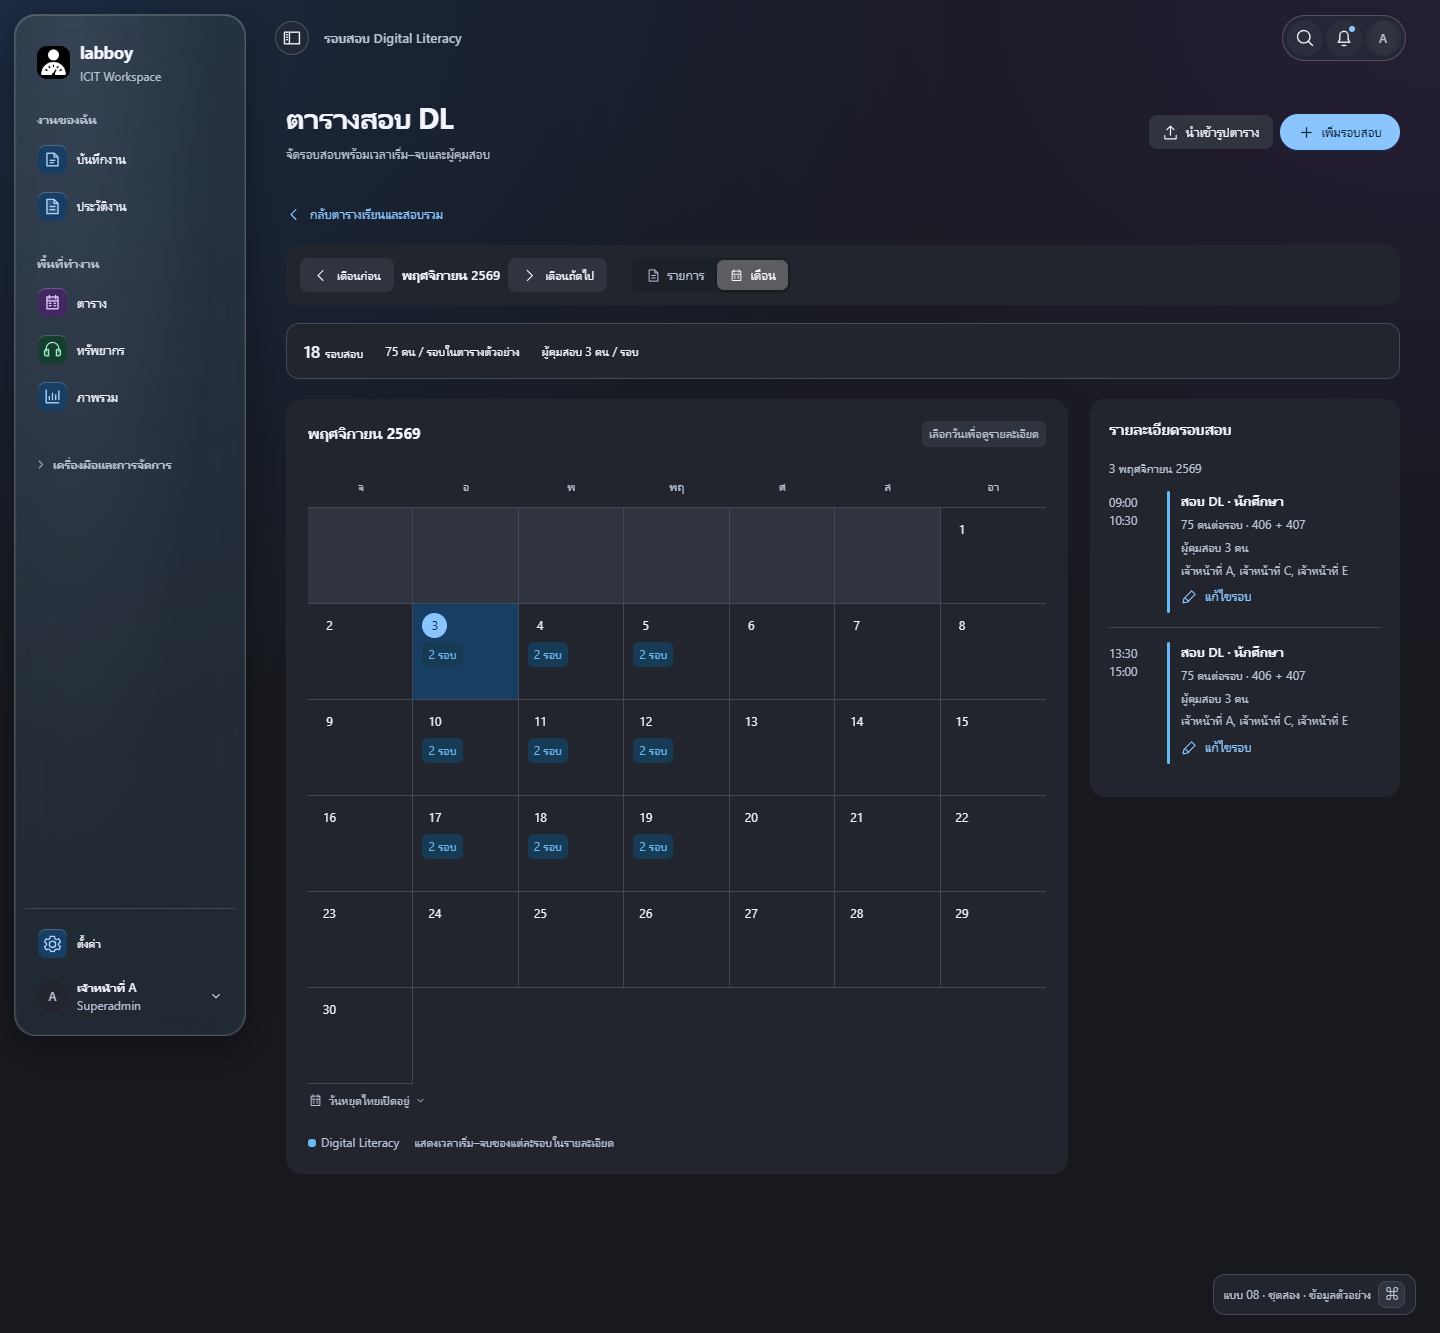 labboy
ICIT Workspace
งานของฉัน
บันทึกงาน
ประวัติงาน
พื้นที่ทำงาน
ตาราง
ทรัพยากร
ภาพรวม
เครื่องมือและการจัดการ
ตั้งค่า
A
เจ้าหน้าที่ A
Superadmin
รอบสอบ Digital Literacy
A
ตารางสอบ DL
จัดรอบสอบพร้อมเวลาเริ่ม–จบและผู้คุมสอบ
นำเข้ารูปตาราง
เพิ่มรอบสอบ
กลับตารางเรียนและสอบรวม
เดือนก่อน พฤศจิกายน 2569 เดือนถัดไป รายการ เดือน
18 รอบสอบ 75 คน / รอบในตารางตัวอย่าง ผู้คุมสอบ 3 คน / รอบ
พฤศจิกายน 2569
เลือกวันเพื่อดูรายละเอียด
จ อ พ พฤ ศ ส อา
1
2 3 4 5 6 7 8
2 รอบ 2 รอบ 2 รอบ
9 10 11 12 13 14 15
2 รอบ 2 รอบ 2 รอบ
16 17 18 19 20 21 22
2 รอบ 2 รอบ 2 รอบ
23 24 25 26 27 28 29
30
วันหยุดไทยเปิดอยู่
Digital Literacy แสดงเวลาเริ่ม–จบของแต่ละรอบในรายละเอียด
รายละเอียดรอบสอบ
3 พฤศจิกายน 2569
09:00
10:30
สอบ DL · นักศึกษา
75 คนต่อรอบ · 406 + 407
ผู้คุมสอบ 3 คน
เจ้าหน้าที่ A, เจ้าหน้าที่ C, เจ้าหน้าที่ E
แก้ไขรอบ
13:30
15:00
สอบ DL · นักศึกษา
75 คนต่อรอบ · 406 + 407
ผู้คุมสอบ 3 คน
เจ้าหน้าที่ A, เจ้าหน้าที่ C, เจ้าหน้าที่ E
แก้ไขรอบ
แบบ 08 · ชุดสอง · ข้อมูลตัวอย่าง ⌘